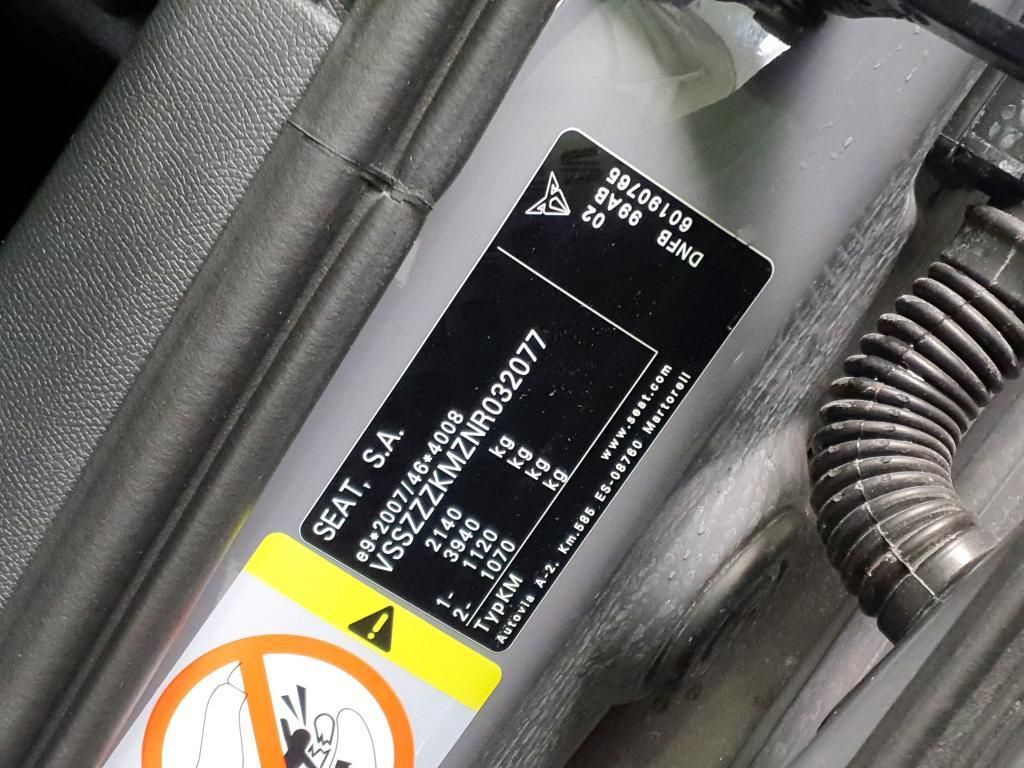 SEAT, S.A.
e9*2007/46*4008
VSSZZZKMZNR032077
2140 kg
3940 kg
1- 1120 kg
2- 1070 kg
TypKM
www.seat.com
Autovia A-2, Km.585 ES-08760 Martorell
02
99AB
60190765
DNFB